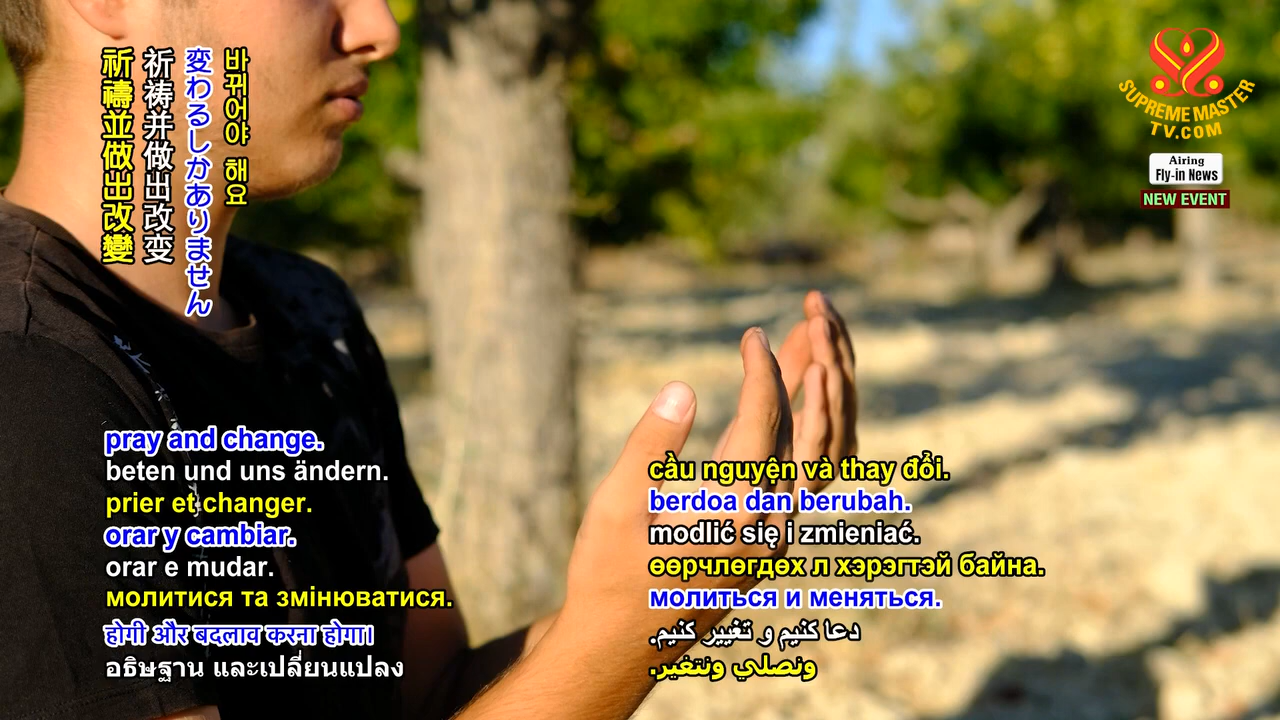 祈禱並做出改變
祈祷并做出改变
変わるしかありません
바뀌어야 해요
SUPREME MASTER
TV.COM
Airing
Fly-in News
NEW EVENT
pray and change.
beten und uns ändern.
prier et changer.
orar y cambiar.
orar e mudar.
молитися та змінюватися.
होगी और बदलाव करना होगा।
อธิษฐาน และเปลี่ยนแปลง
cầu nguyện và thay đổi.
berdoa dan berubah.
modlić się i zmieniać.
өөрчлөгдөх л хэрэгтэй байна.
молиться и меняться.
دعا کنیم و تغییر کنیم.
ونصلي ونتغير.